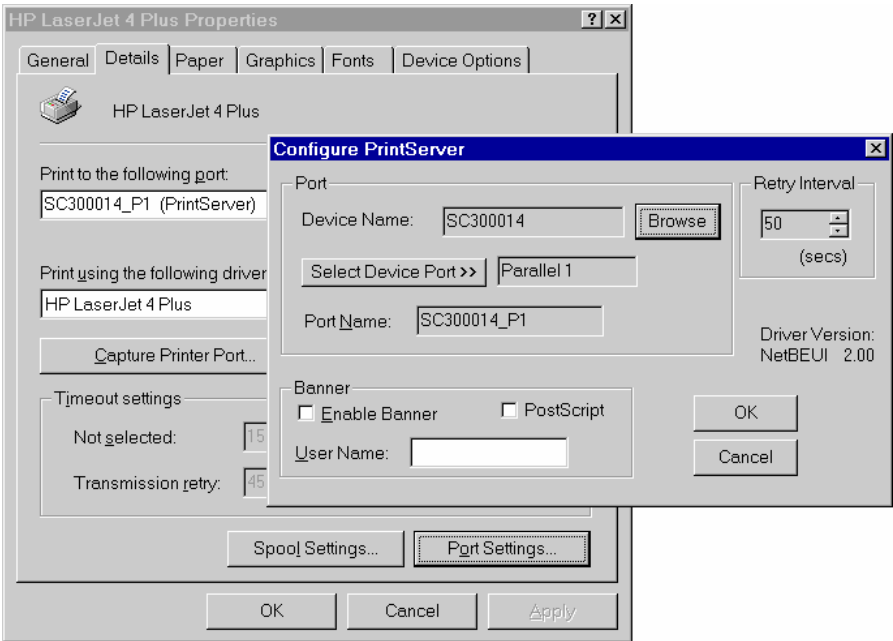 HP LaserJet 4 Plus Properties
General Details Paper Graphics Fonts Device Options
HP LaserJet 4 Plus
Print to the following port:
SC300014_P1 (PrintServer)
Print using the following driver
HP LaserJet 4 Plus
Capture Printer Port...
Timeout settings
Not selected: 15
Transmission retry: 45
Spool Settings... Port Settings...
OK Cancel Apply
Configure PrintServer
Port
Device Name: SC300014 Browse
Select Device Port >> Parallel 1
Port Name: SC300014_P1
Retry Interval
50
(secs)
Driver Version:
NetBEUI 2.00
Banner
Enable Banner PostScript
User Name:
OK
Cancel